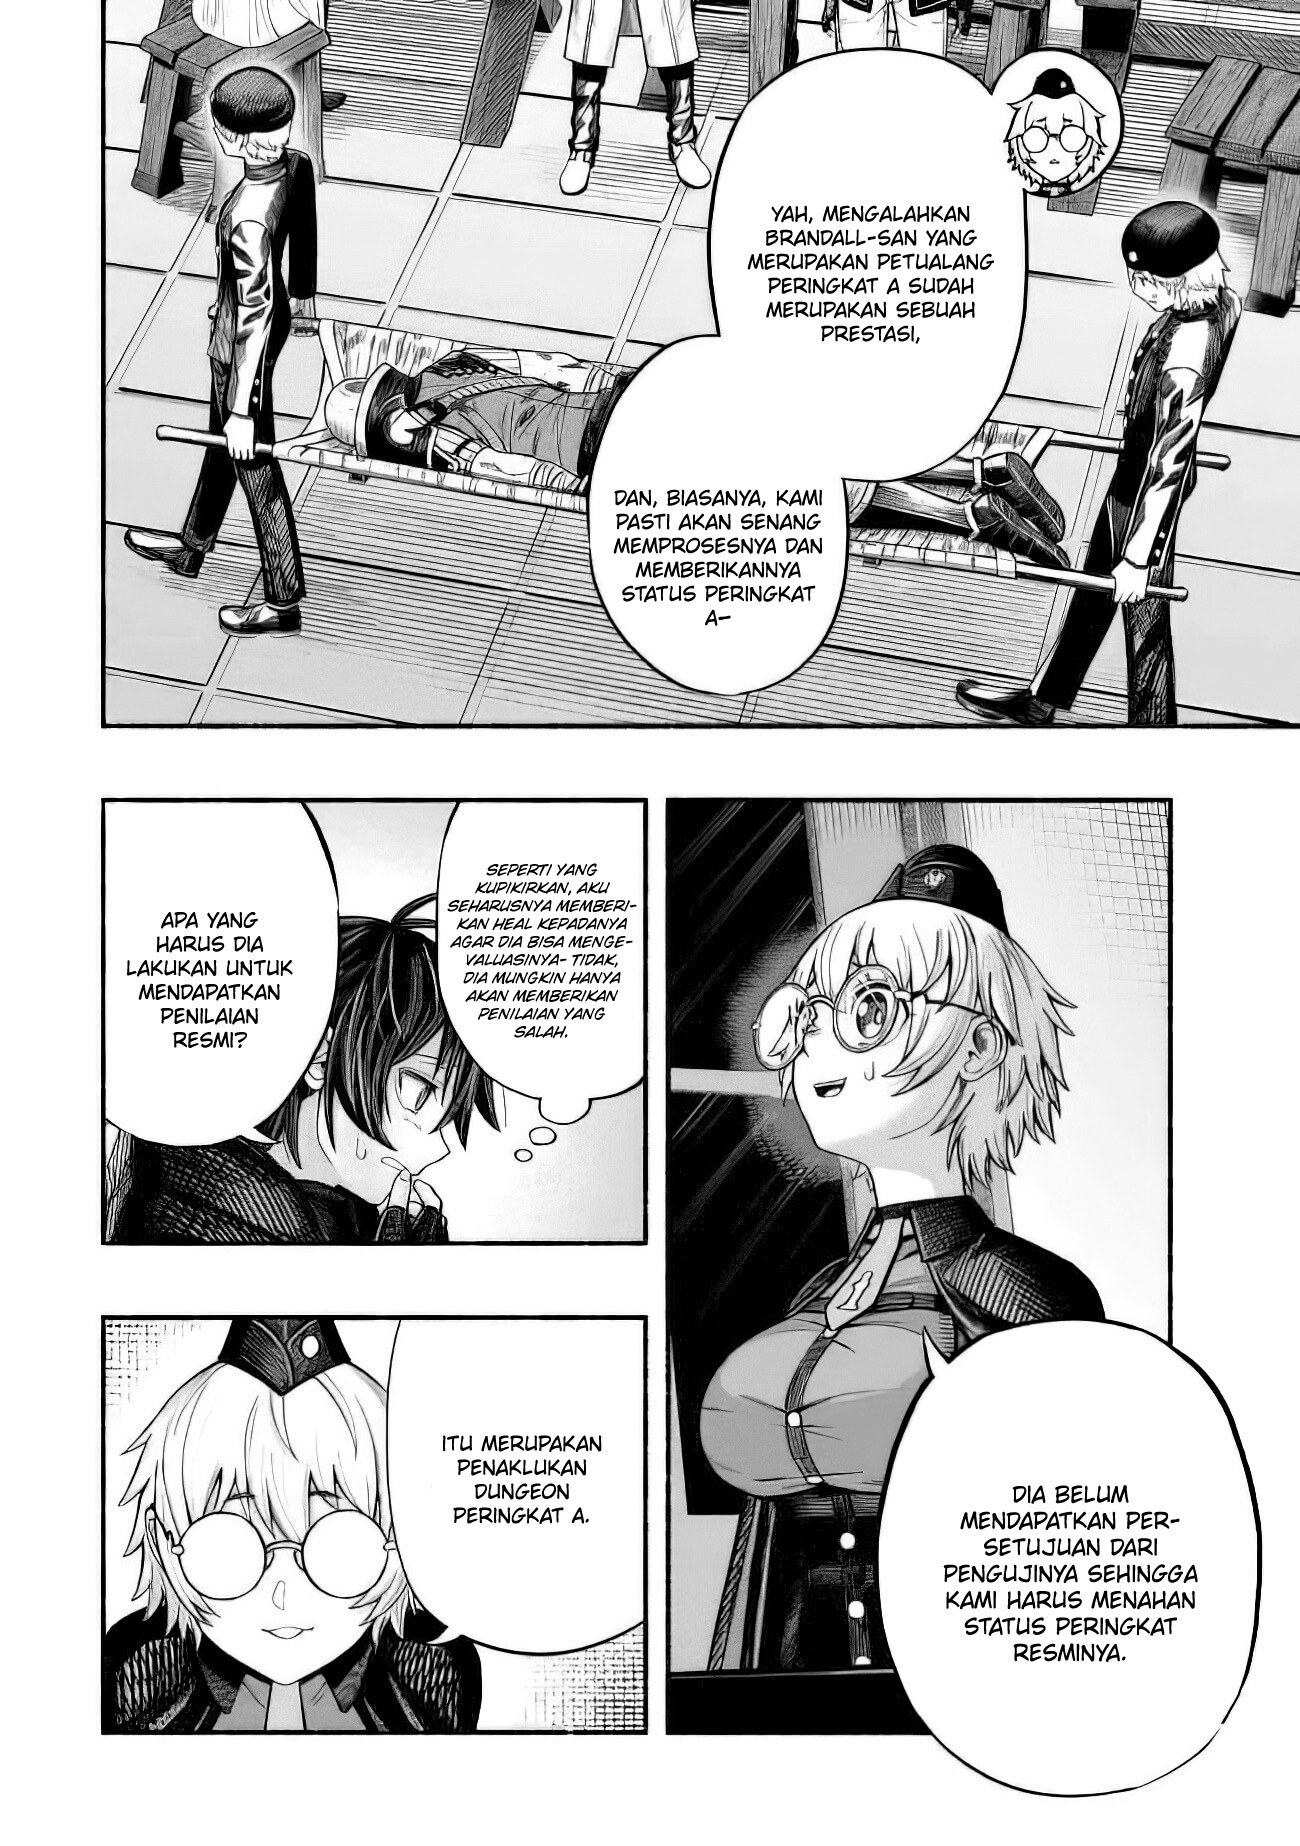 YAH, MENGALAHKAN
BRANDALL-SAN YANG
MERUPAKAN PETUALANG
PERINGKAT A SUDAH
MERUPAKAN SEBUAH
PRESTASI,
DAN, BIASANYA, KAMI
PASTI AKAN SENANG
MEMPROSESNYA DAN
MEMBERIKANNYA
STATUS PERINGKAT
A-
DIA BELUM
MENDAPATKAN PER-
SETUJUAN DARI
PENGUJINYA SEHINGGA
KAMI HARUS MENAHAN
STATUS PERINGKAT
RESMINYA.
SEPERTI YANG
KUPIKIRKAN, AKU
SEHARUSNYA MEMBERI-
KAN HEAL KEPADANYA
AGAR DIA BISA MENGE-
VALUASINYA- TIDAK,
DIA MUNGKIN HANYA
AKAN MEMBERIKAN
PENILAIAN YANG
SALAH.
APA YANG
HARUS DIA
LAKUKAN UNTUK
MENDAPATKAN
PENILAIAN
RESMI?
ITU MERUPAKAN
PENAKLUKAN
DUNGEON
PERINGKAT A.